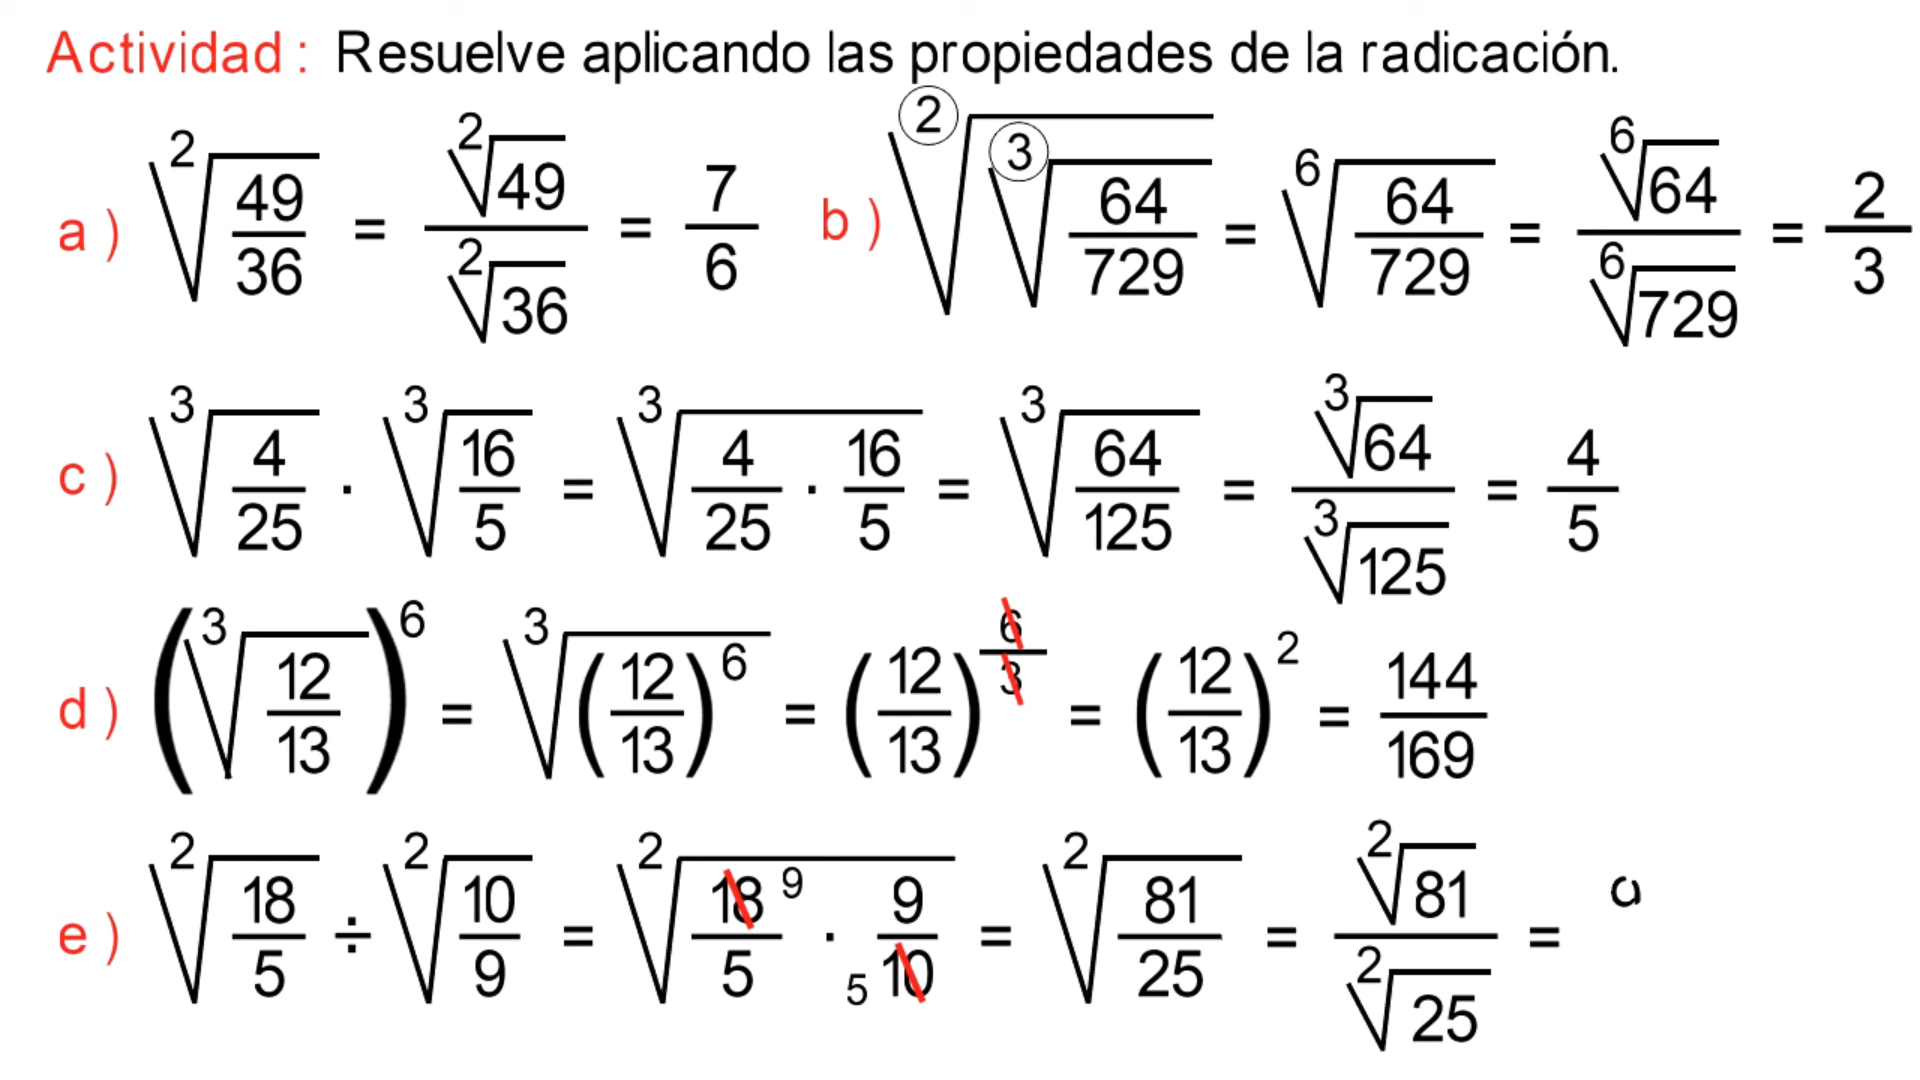 Actividad : Resuelve aplicando las propiedades de la radicación.
a ) ²√(49/36) = ²√49 / ²√36 = 7/6   b ) ②√③√(64/729) = ⁶√(64/729) = ⁶√64 / ⁶√729 = 2/3
c ) ³√(4/25) · ³√(16/5) = ³√(4/25 · 16/5) = ³√(64/125) = ³√64 / ³√125 = 4/5
d ) (³√(12/13))⁶ = ³√((12/13)⁶) = (12/13)^(6/3) = (12/13)² = 144/169
e ) ²√(18/5) ÷ ²√(10/9) = ²√(18 9/5 · 9/5 10) = ²√(81/25) = ²√81 / ²√25 =